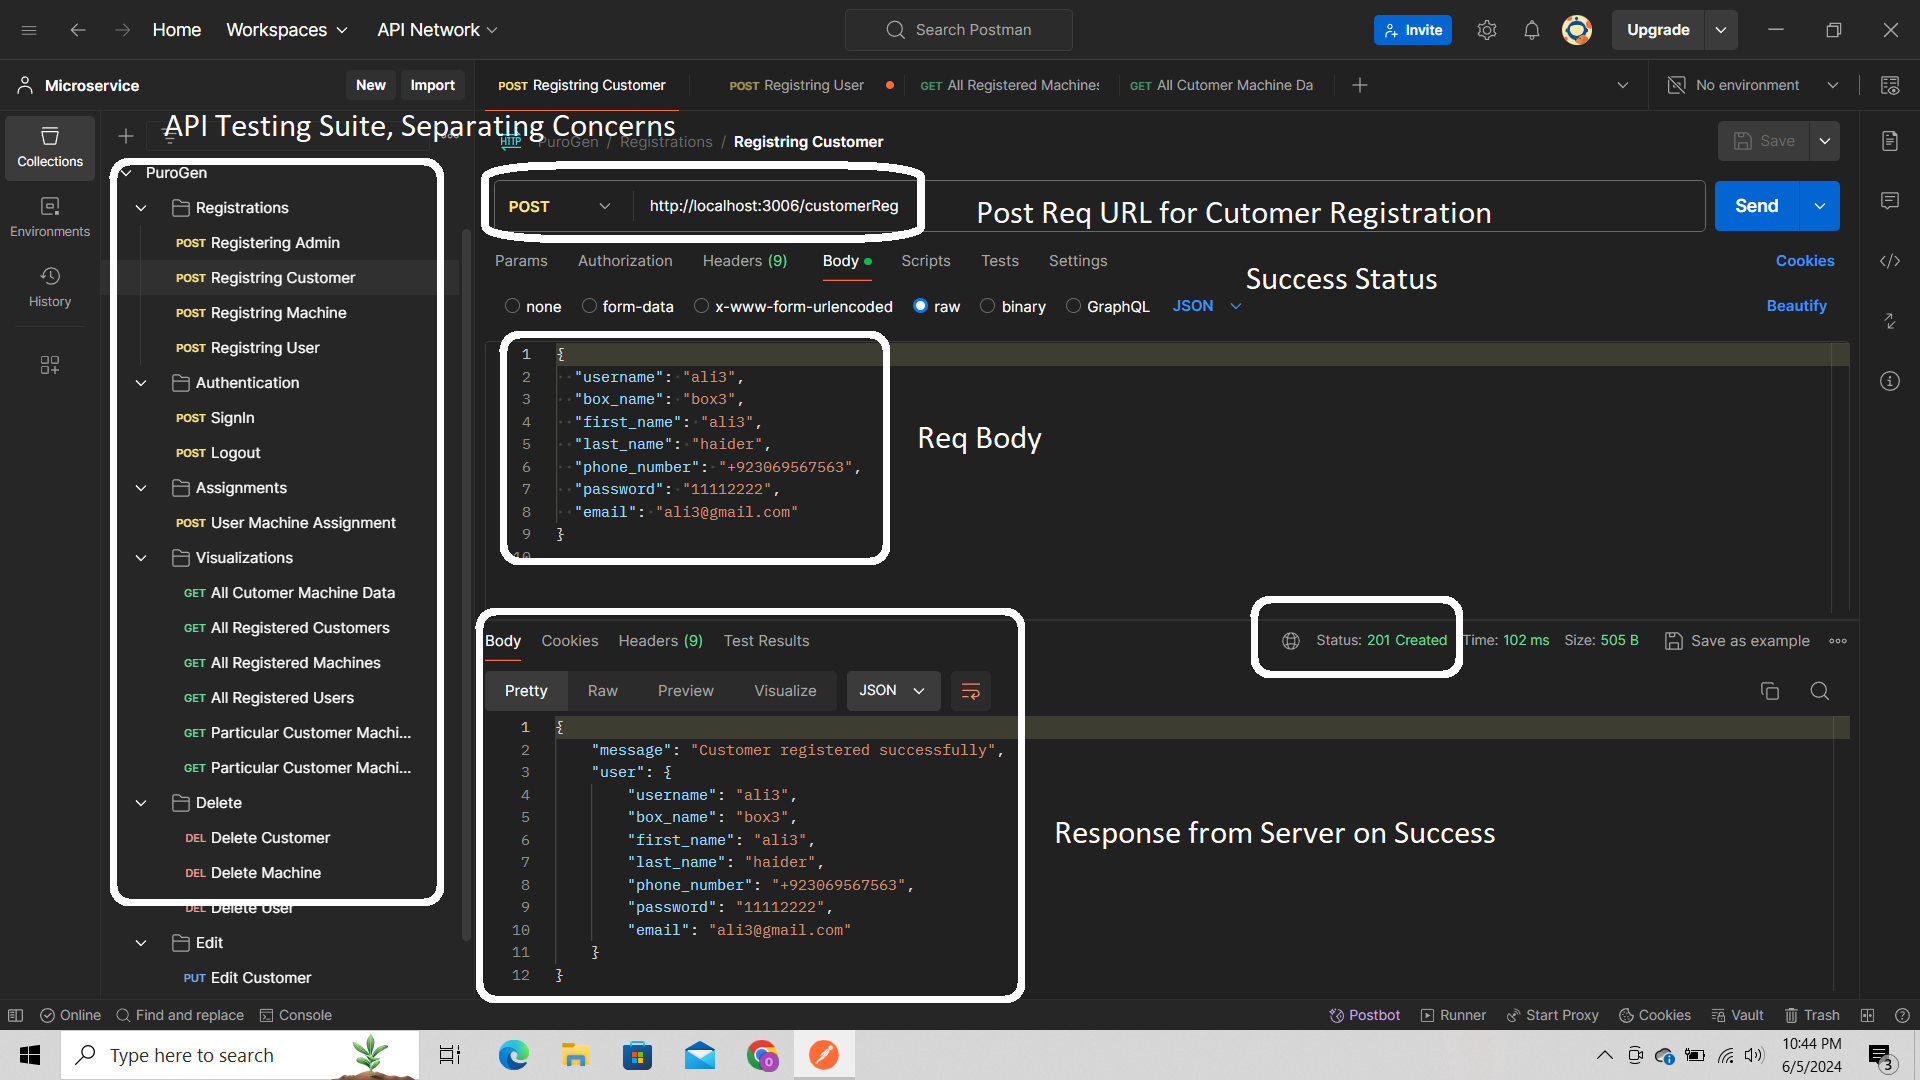 Home Workspaces API Network Search Postman Invite Upgrade
Microservice New Import POST Registring Customer POST Registring User GET All Registered Machines GET All Cutomer Machine Da No environment
API Testing Suite, Separating Concerns
HTTP PuroGen / Registrations / Registring Customer Save
Collections
Environments
History
PuroGen
Registrations
POST Registering Admin
POST Registring Customer
POST Registring Machine
POST Registring User
Authentication
POST SignIn
POST Logout
Assignments
POST User Machine Assignment
Visualizations
GET All Cutomer Machine Data
GET All Registered Customers
GET All Registered Machines
GET All Registered Users
GET Particular Customer Machi...
GET Particular Customer Machi...
Delete
DEL Delete Customer
DEL Delete Machine
DEL Delete User
Edit
PUT Edit Customer
POST http://localhost:3006/customerReg Post Req URL for Cutomer Registration Send
Params Authorization Headers (9) Body Scripts Tests Settings Cookies
Success Status
none form-data x-www-form-urlencoded raw binary GraphQL JSON Beautify
1 {
2 "username": "ali3",
3 "box_name": "box3",
4 "first_name": "ali3",
5 "last_name": "haider",
6 "phone_number": "+923069567563",
7 "password": "11112222",
8 "email": "ali3@gmail.com"
9 }
10
Req Body
Body Cookies Headers (9) Test Results Status: 201 Created Time: 102 ms Size: 505 B Save as example
Pretty Raw Preview Visualize JSON
1 {
2 "message": "Customer registered successfully",
3 "user": {
4 "username": "ali3",
5 "box_name": "box3",
6 "first_name": "ali3",
7 "last_name": "haider",
8 "phone_number": "+923069567563",
9 "password": "11112222",
10 "email": "ali3@gmail.com"
11 }
12 }
Response from Server on Success
Online Find and replace Console Postbot Runner Start Proxy Cookies Vault Trash
Type here to search
10:44 PM
6/5/2024
3